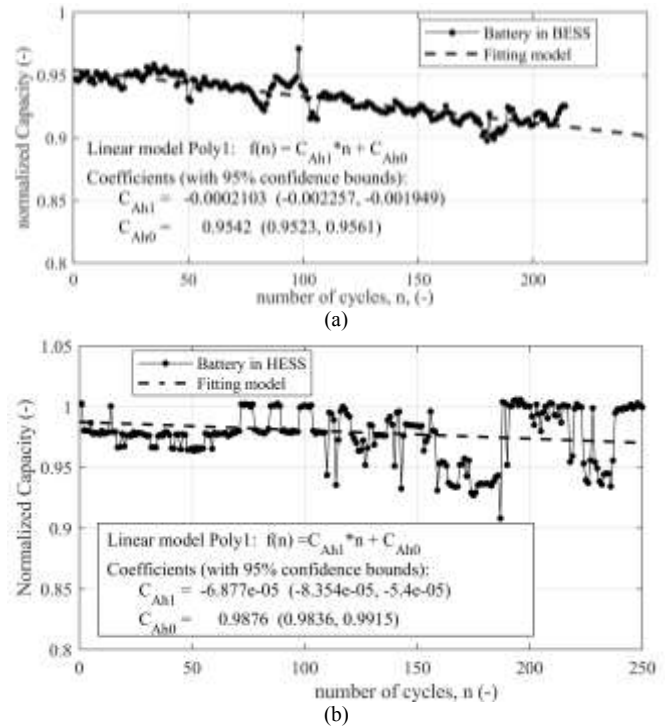 1
0.95
0.9
0.85
0.8
normalized Capacity (-)
Battery in BESS
Fitting model
Linear model Poly1: f(n) = C_Ah1*n + C_Ah0
Coefficients (with 95% confidence bounds):
C_Ah1 = -0.0002103 (-0.002257, -0.001949)
C_Ah0 = 0.9542 (0.9523, 0.9561)
0 50 100 150 200
number of cycles, n, (-)
(a)
1.05
1
0.95
0.9
0.85
0.8
Normalized Capacity (-)
Battery in HESS
Fitting model
Linear model Poly1: f(n) =C_Ah1*n + C_Ah0
Coefficients (with 95% confidence bounds):
C_Ah1 = -6.877e-05 (-8.354e-05, -5.4e-05)
C_Ah0 = 0.9876 (0.9836, 0.9915)
0 50 100 150 200 250
number of cycles, n (-)
(b)